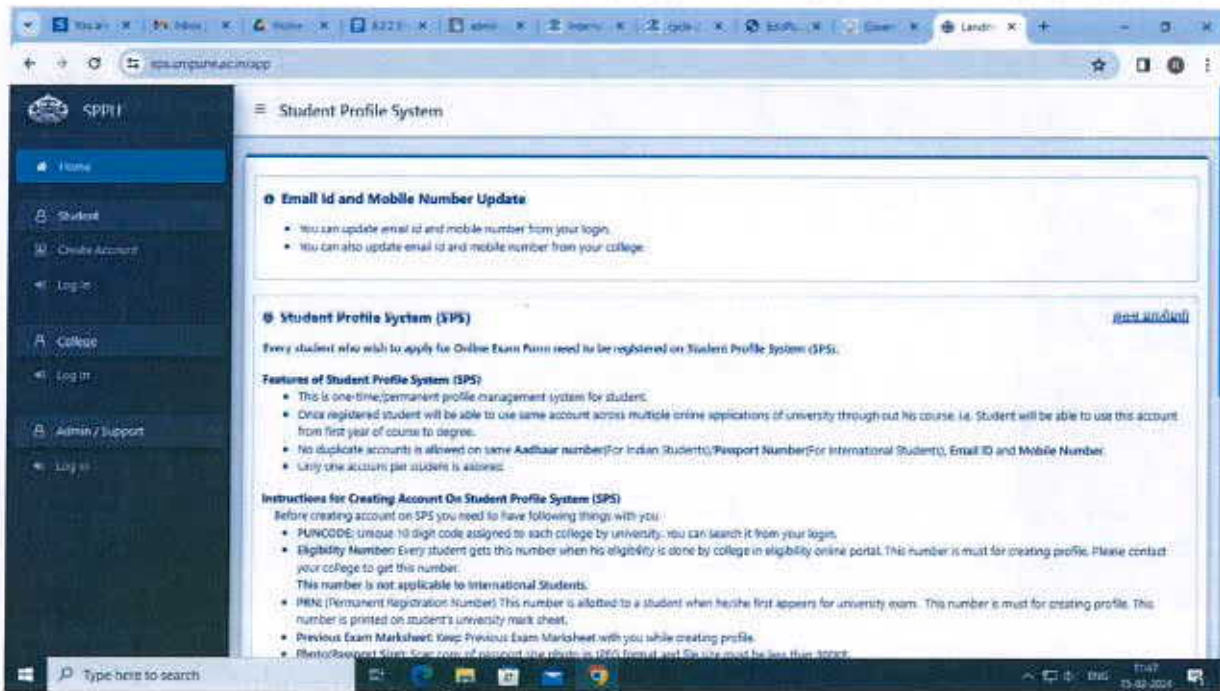 SPPU
Student Profile System
Home
Student
Create Account
Log In
College
Log In
Admin / Support
Log In
Email Id and Mobile Number Update
You can update email id and mobile number from your login.
You can also update email id and mobile number from your college.
Student Profile System (SPS)
Every student who wish to apply for Online Exam Form need to be registered on Student Profile System (SPS).
Features of Student Profile System (SPS)
This is one-time/permanent profile management system for student.
Once registered student will be able to use same account across multiple online applications of university through out his course. i.e. Student will be able to use this account
from first year of course to degree.
No duplicate accounts is allowed on same Aadhaar number(For Indian Students)/Passport Number(For International Students), Email ID and Mobile Number.
Only one account per student is allowed.
Instructions for Creating Account On Student Profile System (SPS)
Before creating account on SPS you need to have following things with you
PUNCODE: Unique 10 digit code assigned to each college by university. You can search it from your login.
Eligibility Number: Every student gets this number when his eligibility is done by college in eligibility online portal. This number is must for creating profile. Please contact
your college to get this number.
This number is not applicable to International Students.
PRN: (Permanent Registration Number) This number is allotted to a student when he/she first appears for university exam. This number is must for creating profile. This
number is printed on student's university mark sheet.
Previous Exam Marksheet: Keep Previous Exam Marksheet with you while creating profile.
Type here to search
ENG
11:47